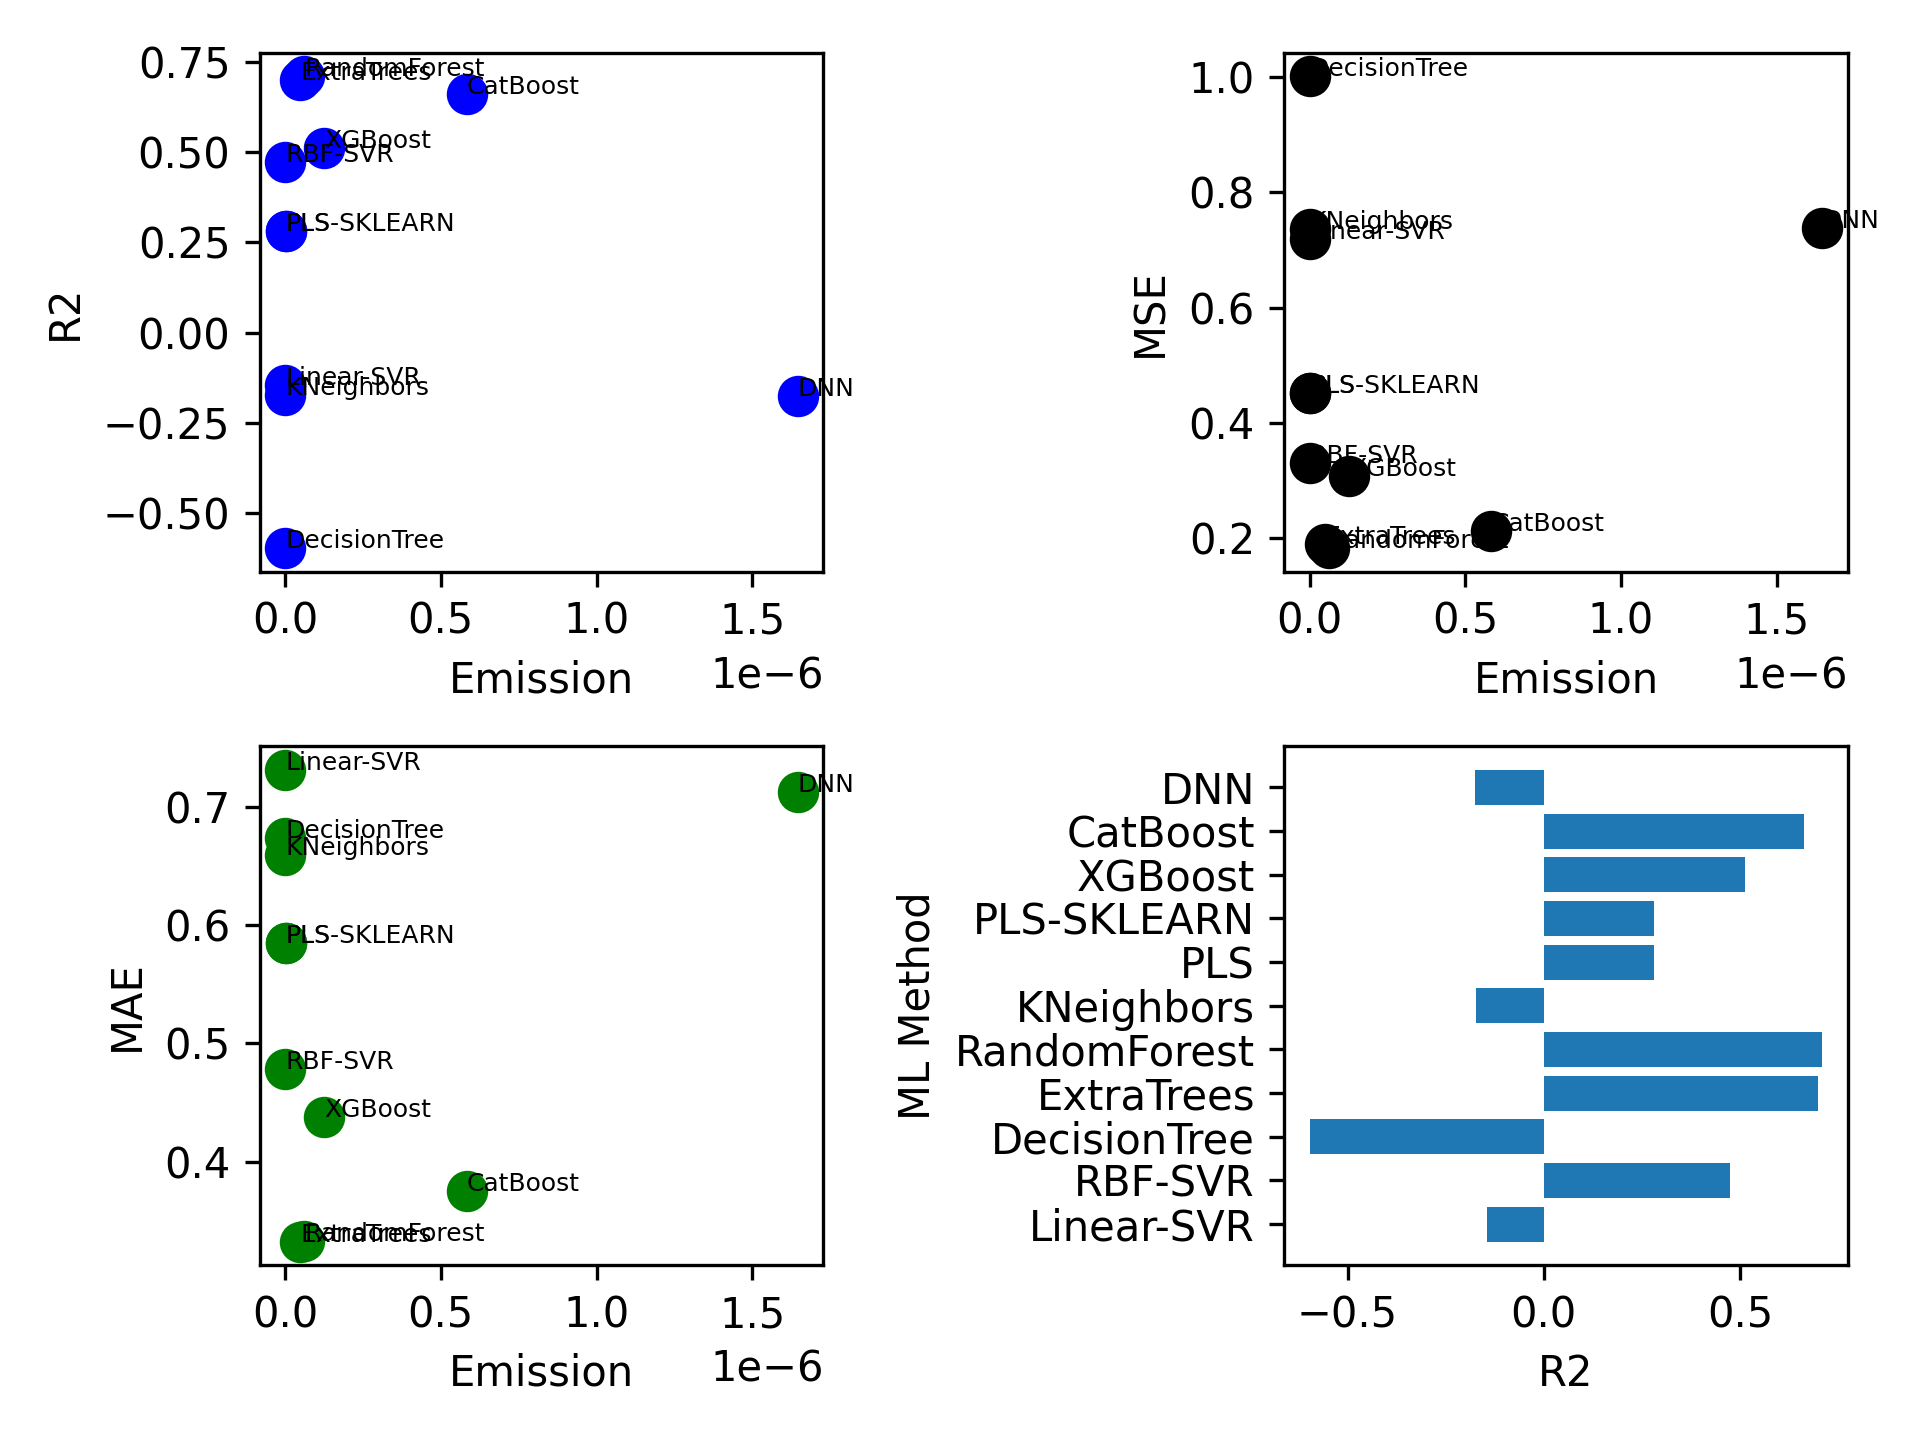 0.75
0.50
0.25
0.00
−0.25
−0.50
R2
RandomForest
ExtraTrees
CatBoost
XGBoost
RBF-SVR
PLS-SKLEARN
Linear-SVR
KNeighbors
DNN
DecisionTree
0.0 0.5 1.0 1.5
Emission
1e−6
1.0
0.8
0.6
0.4
0.2
MSE
DecisionTree
KNeighbors
Linear-SVR
DNN
PLS-SKLEARN
RBF-SVR
XGBoost
CatBoost
ExtraTrees
RandomForest
0.0 0.5 1.0 1.5
Emission
1e−6
0.7
0.6
0.5
0.4
MAE
Linear-SVR
DNN
DecisionTree
KNeighbors
PLS-SKLEARN
RBF-SVR
XGBoost
CatBoost
RandomForest
ExtraTrees
0.0 0.5 1.0 1.5
Emission
1e−6
ML Method
DNN
CatBoost
XGBoost
PLS-SKLEARN
PLS
KNeighbors
RandomForest
ExtraTrees
DecisionTree
RBF-SVR
Linear-SVR
−0.5 0.0 0.5
R2